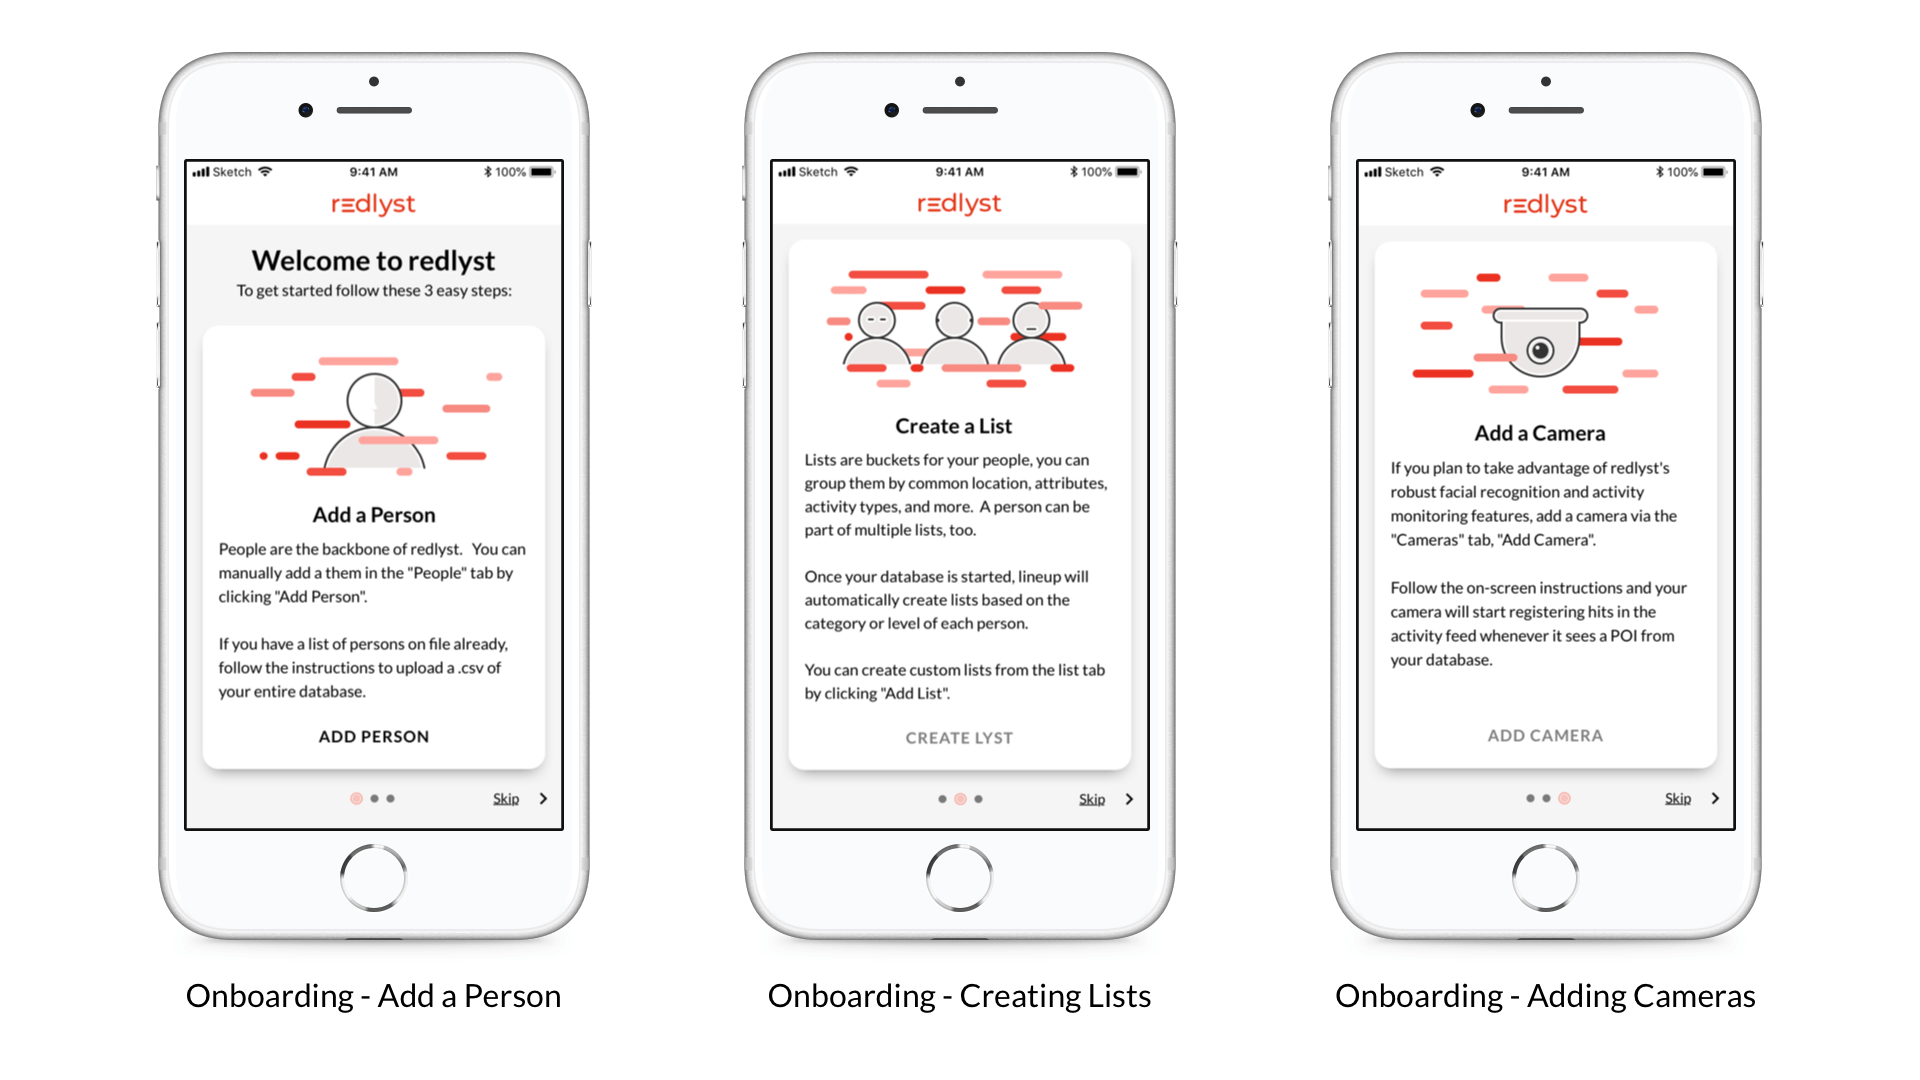 Sketch 9:41 AM 100%
redlyst
Welcome to redlyst
To get started follow these 3 easy steps:
Add a Person
People are the backbone of redlyst. You can
manually add a them in the "People" tab by
clicking "Add Person".
If you have a list of persons on file already,
follow the instructions to upload a .csv of
your entire database.
ADD PERSON
Skip
Onboarding - Add a Person
Sketch 9:41 AM 100%
redlyst
Create a List
Lists are buckets for your people, you can
group them by common location, attributes,
activity types, and more. A person can be
part of multiple lists, too.
Once your database is started, lineup will
automatically create lists based on the
category or level of each person.
You can create custom lists from the list tab
by clicking "Add List".
CREATE LYST
Skip
Onboarding - Creating Lists
Sketch 9:41 AM 100%
redlyst
Add a Camera
If you plan to take advantage of redlyst's
robust facial recognition and activity
monitoring features, add a camera via the
"Cameras" tab, "Add Camera".
Follow the on-screen instructions and your
camera will start registering hits in the
activity feed whenever it sees a POI from
your database.
ADD CAMERA
Skip
Onboarding - Adding Cameras